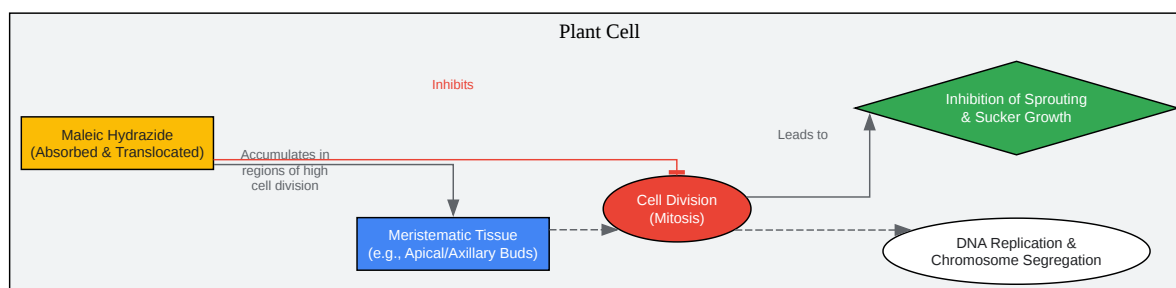 Plant Cell
Inhibits
Inhibition of Sprouting
& Sucker Growth
Maleic Hydrazide
(Absorbed & Translocated)
Leads to
Accumulates in
regions of high
cell division
Cell Division
(Mitosis)
Meristematic Tissue
(e.g., Apical/Axillary Buds)
DNA Replication &
Chromosome Segregation